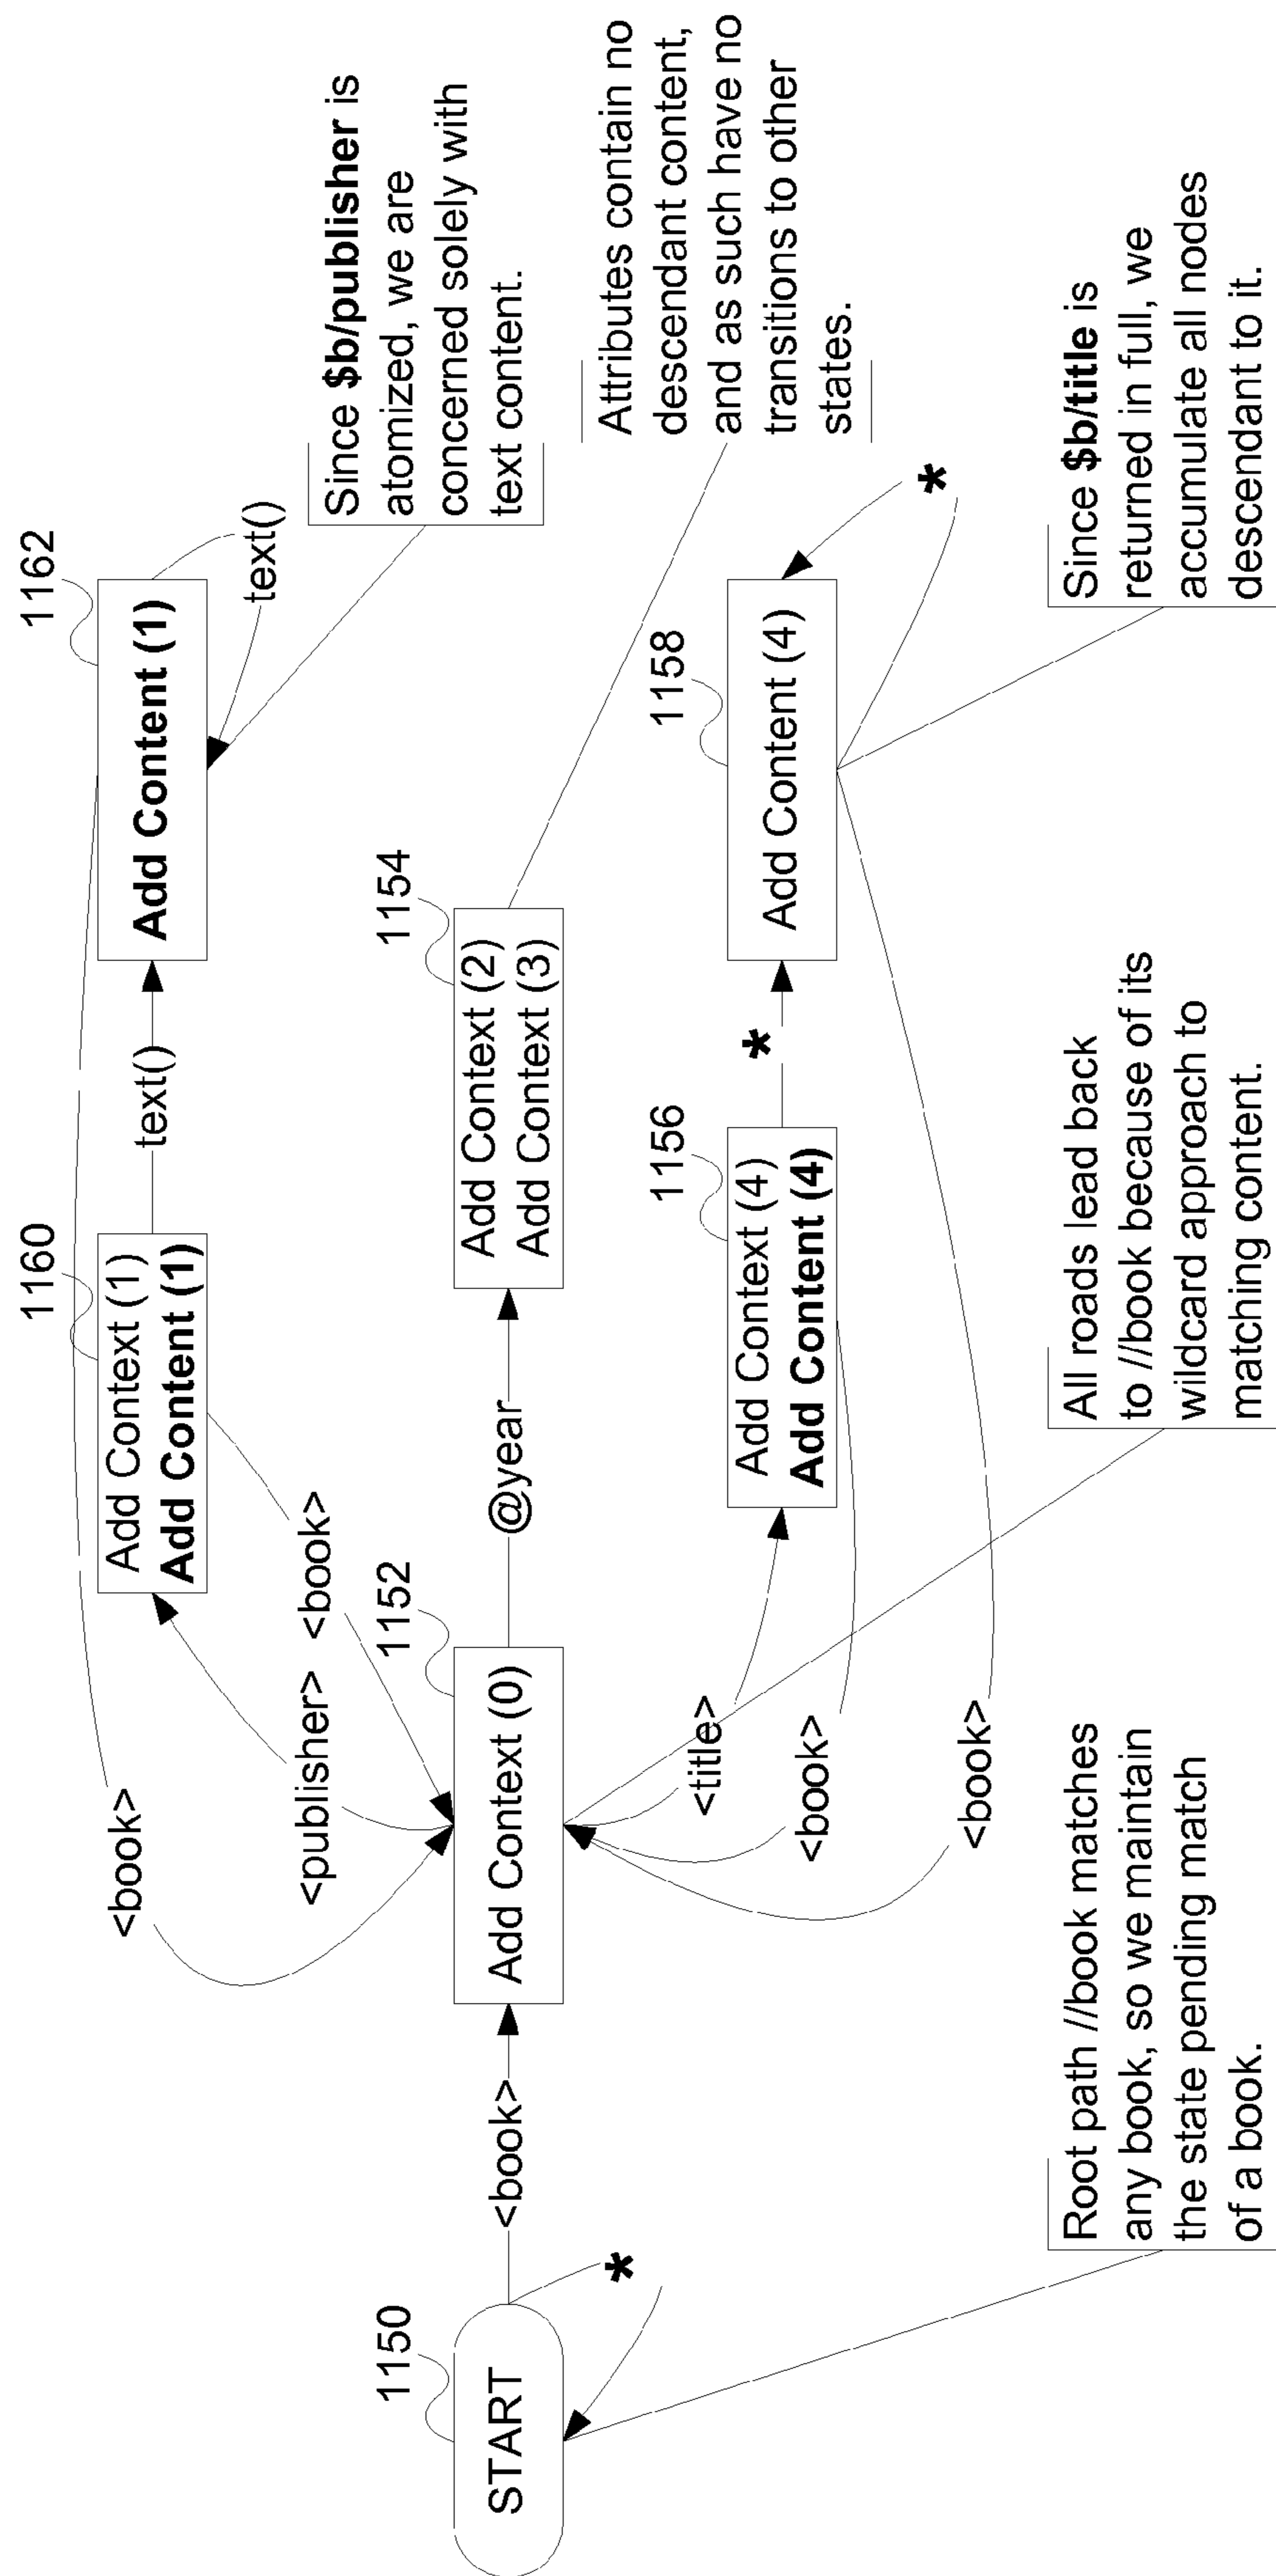 1162
1160
Add Context (1)
Add Content (1)
text()
Add Content (1)
text()
<book>
<publisher>
<book>
Since $b/publisher is
atomized, we are
concerned solely with
text content.
1150
START
*
<book>
1152
Add Context (0)
@year
1154
Add Context (2)
Add Context (3)
Attributes contain no
descendant content,
and as such have no
transitions to other
states.
<title>
<book>
<book>
1156
Add Context (4)
Add Content (4)
*
1158
Add Content (4)
*
Root path //book matches
any book, so we maintain
the state pending match
of a book.
All roads lead back
to //book because of its
wildcard approach to
matching content.
Since $b/title is
returned in full, we
accumulate all nodes
descendant to it.